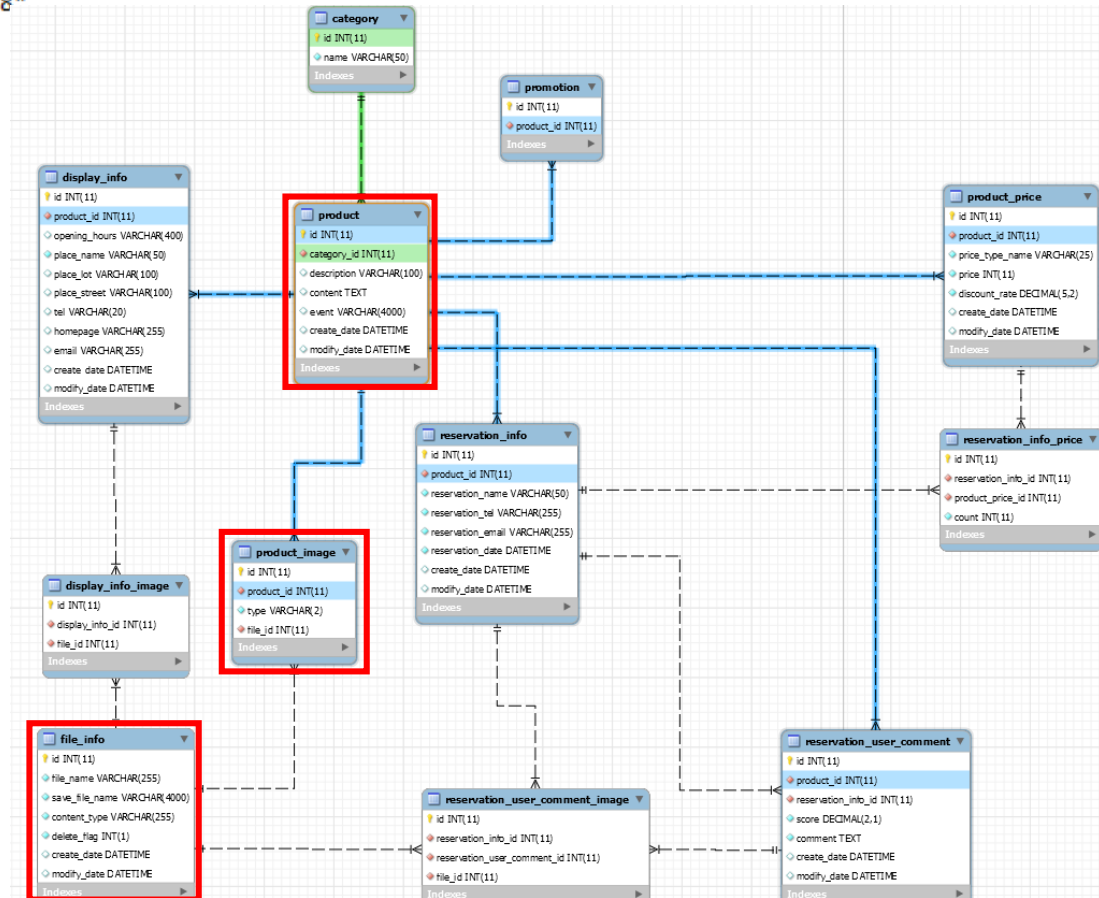 category
id INT(11)
name VARCHAR(50)
Indexes
promotion
id INT(11)
product_id INT(11)
Indexes
display_info
id INT(11)
product_id INT(11)
opening_hours VARCHAR(400)
place_name VARCHAR(50)
place_lot VARCHAR(100)
place_street VARCHAR(100)
tel VARCHAR(20)
homepage VARCHAR(255)
email VARCHAR(255)
create_date DATETIME
modify_date DATETIME
Indexes
product
id INT(11)
category_id INT(11)
description VARCHAR(100)
content TEXT
event VARCHAR(4000)
create_date DATETIME
modify_date DATETIME
Indexes
product_price
id INT(11)
product_id INT(11)
price_type_name VARCHAR(25)
price INT(11)
discount_rate DECIMAL(5,2)
create_date DATETIME
modify_date DATETIME
Indexes
reservation_info
id INT(11)
product_id INT(11)
reservation_name VARCHAR(50)
reservation_tel VARCHAR(255)
reservation_email VARCHAR(255)
reservation_date DATETIME
create_date DATETIME
modify_date DATETIME
Indexes
reservation_info_price
id INT(11)
reservation_info_id INT(11)
product_price_id INT(11)
count INT(11)
Indexes
product_image
id INT(11)
product_id INT(11)
type VARCHAR(2)
file_id INT(11)
Indexes
display_info_image
id INT(11)
display_info_id INT(11)
file_id INT(11)
Indexes
file_info
id INT(11)
file_name VARCHAR(255)
save_file_name VARCHAR(4000)
content_type VARCHAR(255)
delete_flag INT(1)
create_date DATETIME
modify_date DATETIME
Indexes
reservation_user_comment_image
id INT(11)
reservation_info_id INT(11)
reservation_user_comment_id INT(11)
file_id INT(11)
Indexes
reservation_user_comment
id INT(11)
product_id INT(11)
reservation_info_id INT(11)
score DECIMAL(2,1)
comment TEXT
create_date DATETIME
modify_date DATETIME
Indexes